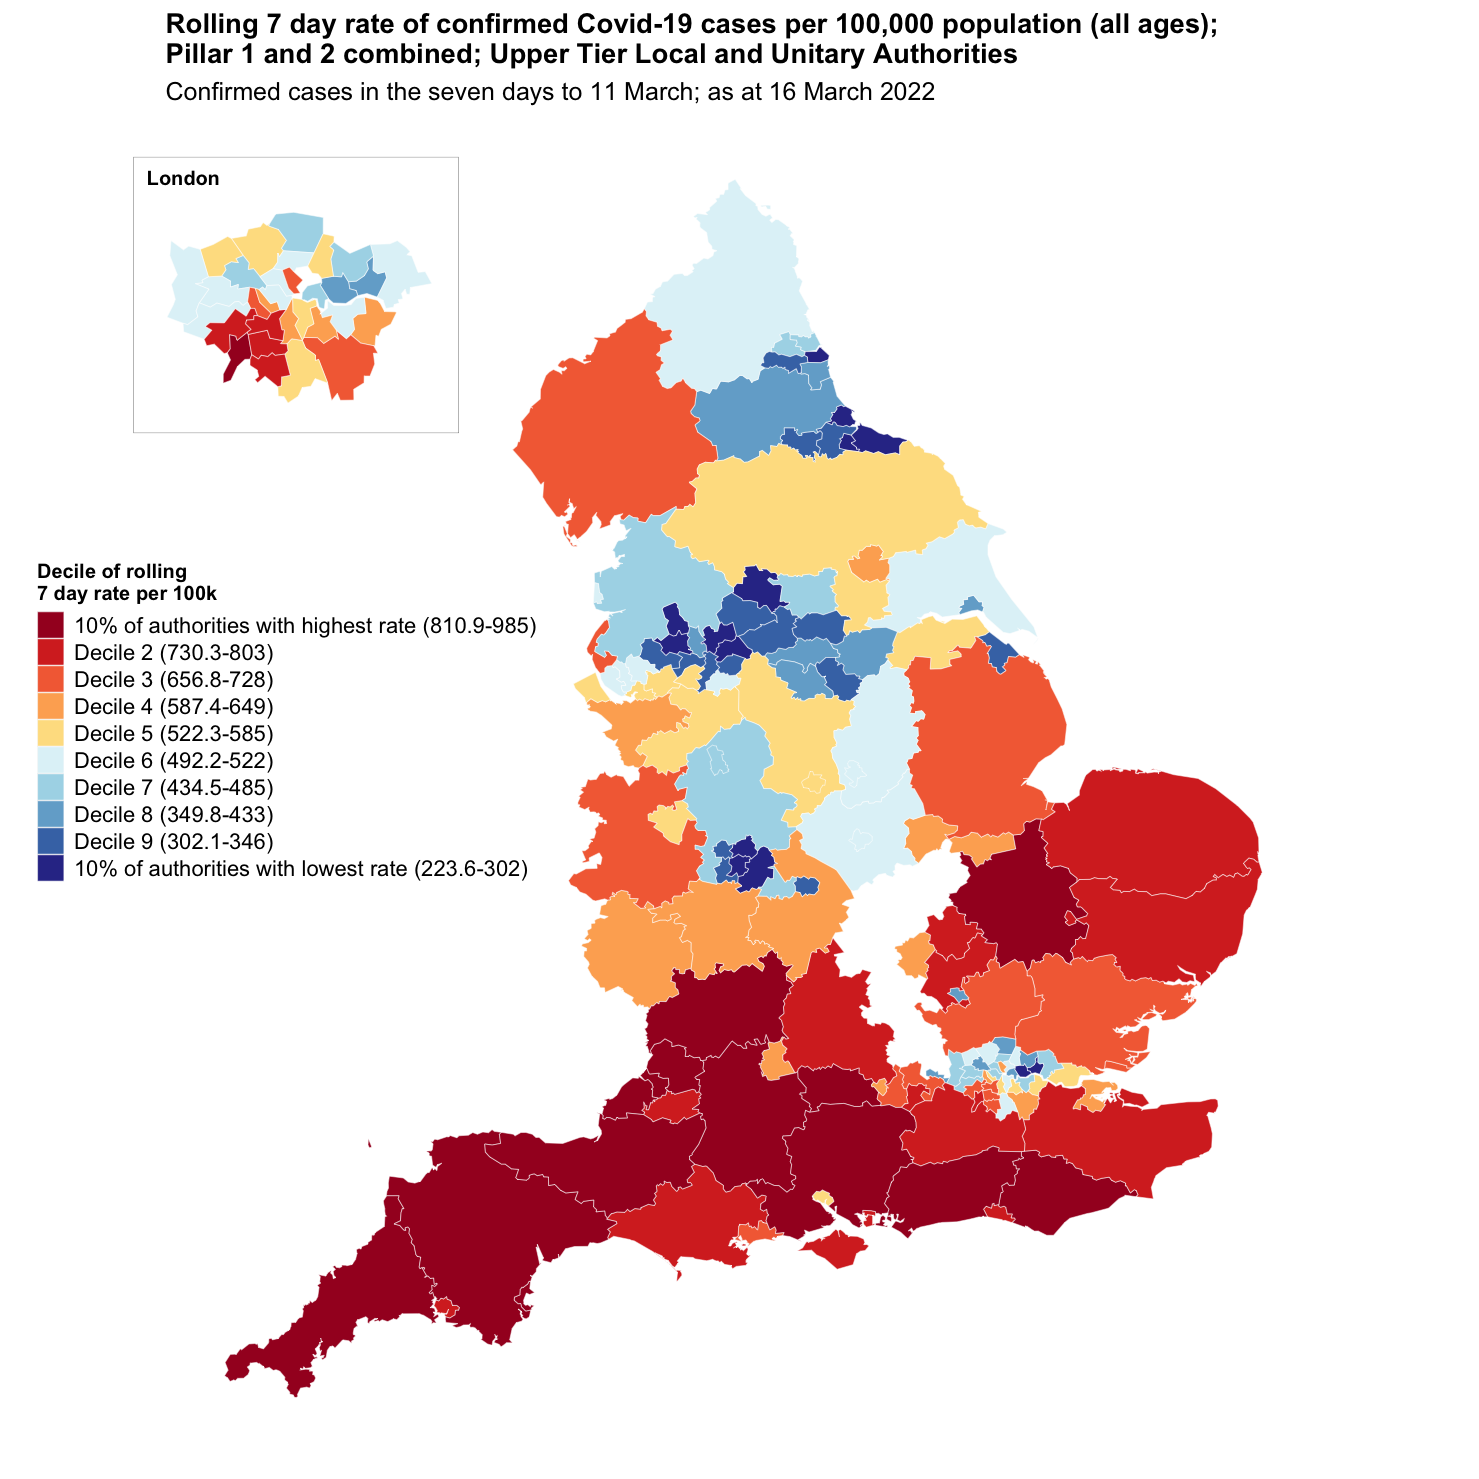 Rolling 7 day rate of confirmed Covid-19 cases per 100,000 population (all ages);
Pillar 1 and 2 combined; Upper Tier Local and Unitary Authorities
Confirmed cases in the seven days to 11 March; as at 16 March 2022
London
Decile of rolling
7 day rate per 100k
10% of authorities with highest rate (810.9-985)
Decile 2 (730.3-803)
Decile 3 (656.8-728)
Decile 4 (587.4-649)
Decile 5 (522.3-585)
Decile 6 (492.2-522)
Decile 7 (434.5-485)
Decile 8 (349.8-433)
Decile 9 (302.1-346)
10% of authorities with lowest rate (223.6-302)